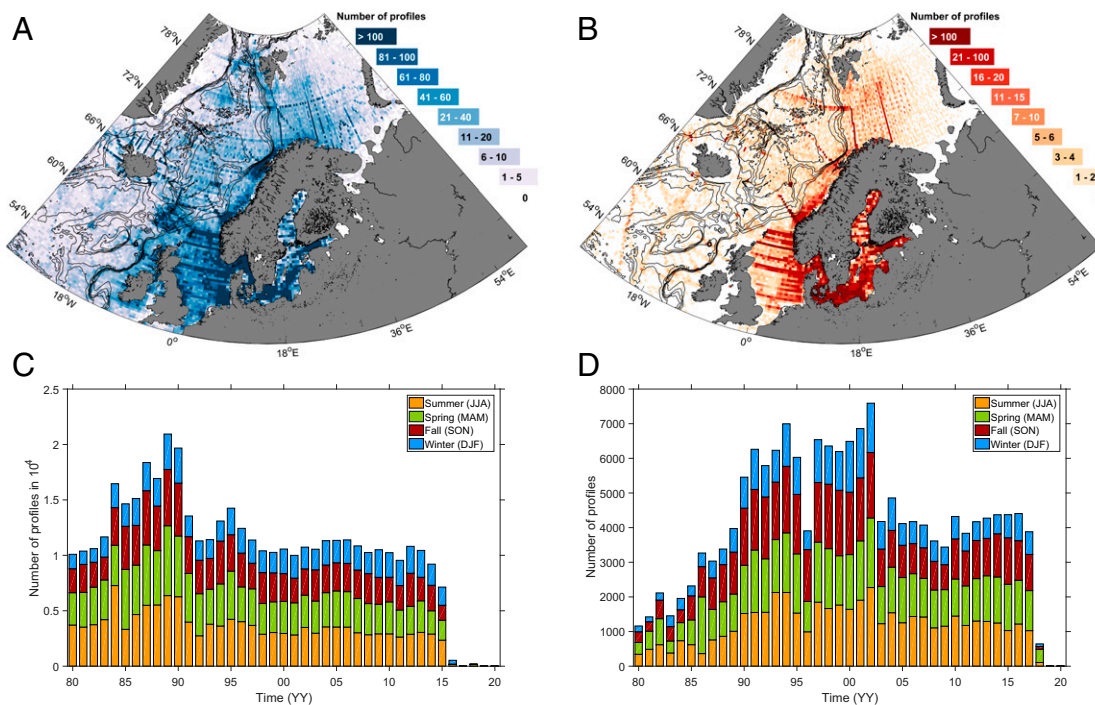 A
Number of profiles
> 100
81 - 100
61 - 80
41 - 60
21 - 40
11 - 20
6 - 10
1 - 5
0
78°N
72°N
66°N
60°N
54°N
18°W
0°
18°E
36°E
54°E
B
Number of profiles
> 100
21 - 100
16 - 20
11 - 15
7 - 10
5 - 6
3 - 4
1 - 2
78°N
72°N
66°N
60°N
54°N
18°W
0°
18°E
36°E
54°E
C
Number of profiles in 10⁴
2.5
2
1.5
1
0.5
0
Summer (JJA)
Spring (MAM)
Fall (SON)
Winter (DJF)
80 85 90 95 00 05 10 15 20
Time (YY)
D
Number of profiles
8000
7000
6000
5000
4000
3000
2000
1000
0
Summer (JJA)
Spring (MAM)
Fall (SON)
Winter (DJF)
80 85 90 95 00 05 10 15 20
Time (YY)